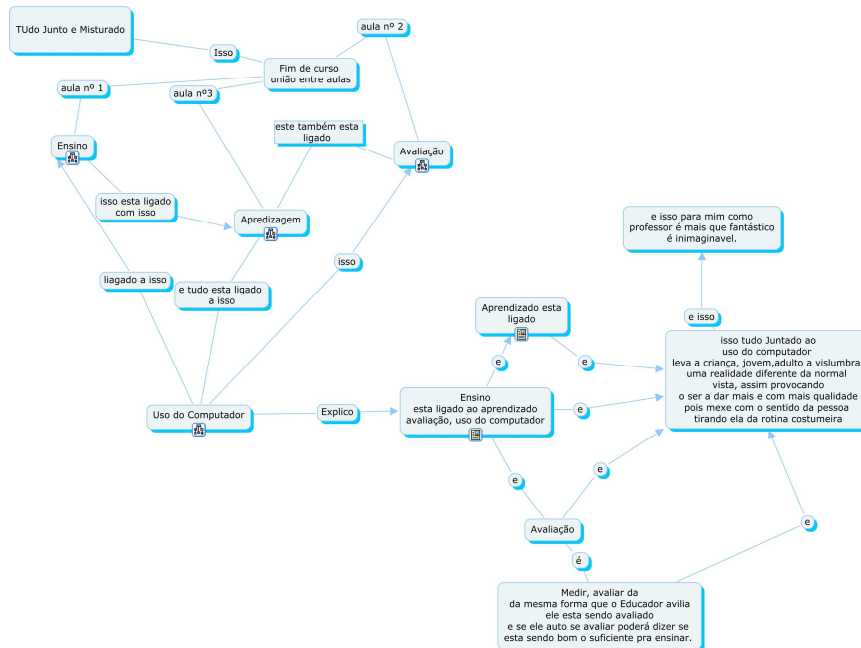 TUdo Junto e Misturado
Isso
aula nº 2
Fim de curso
união entre aulas
aula nº 1
aula nº3
este também esta
ligado
Ensino
Avaliação
isso esta ligado
com isso
Apredizagem
isso
liagado a isso
e tudo esta ligado
a isso
e isso para mim como
professor é mais que fantástico
é inimaginavel.
Aprendizado esta
ligado
e isso
e
e
isso tudo Juntado ao
uso do computador
leva a criança, jovem,adulto a vislumbra
uma realidade diferente da normal
vista, assim provocando
o ser a dar mais e com mais qualidade
pois mexe com o sentido da pessoa
tirando ela da rotina costumeira
Uso do Computador
Explico
Ensino
esta ligado ao aprendizado
avaliação, uso do computador
e
e
e
Avaliação
e
é
Medir, avaliar da
da mesma forma que o Educador avilia
ele esta sendo avaliado
e se ele auto se avaliar poderá dizer se
esta sendo bom o suficiente pra ensinar.